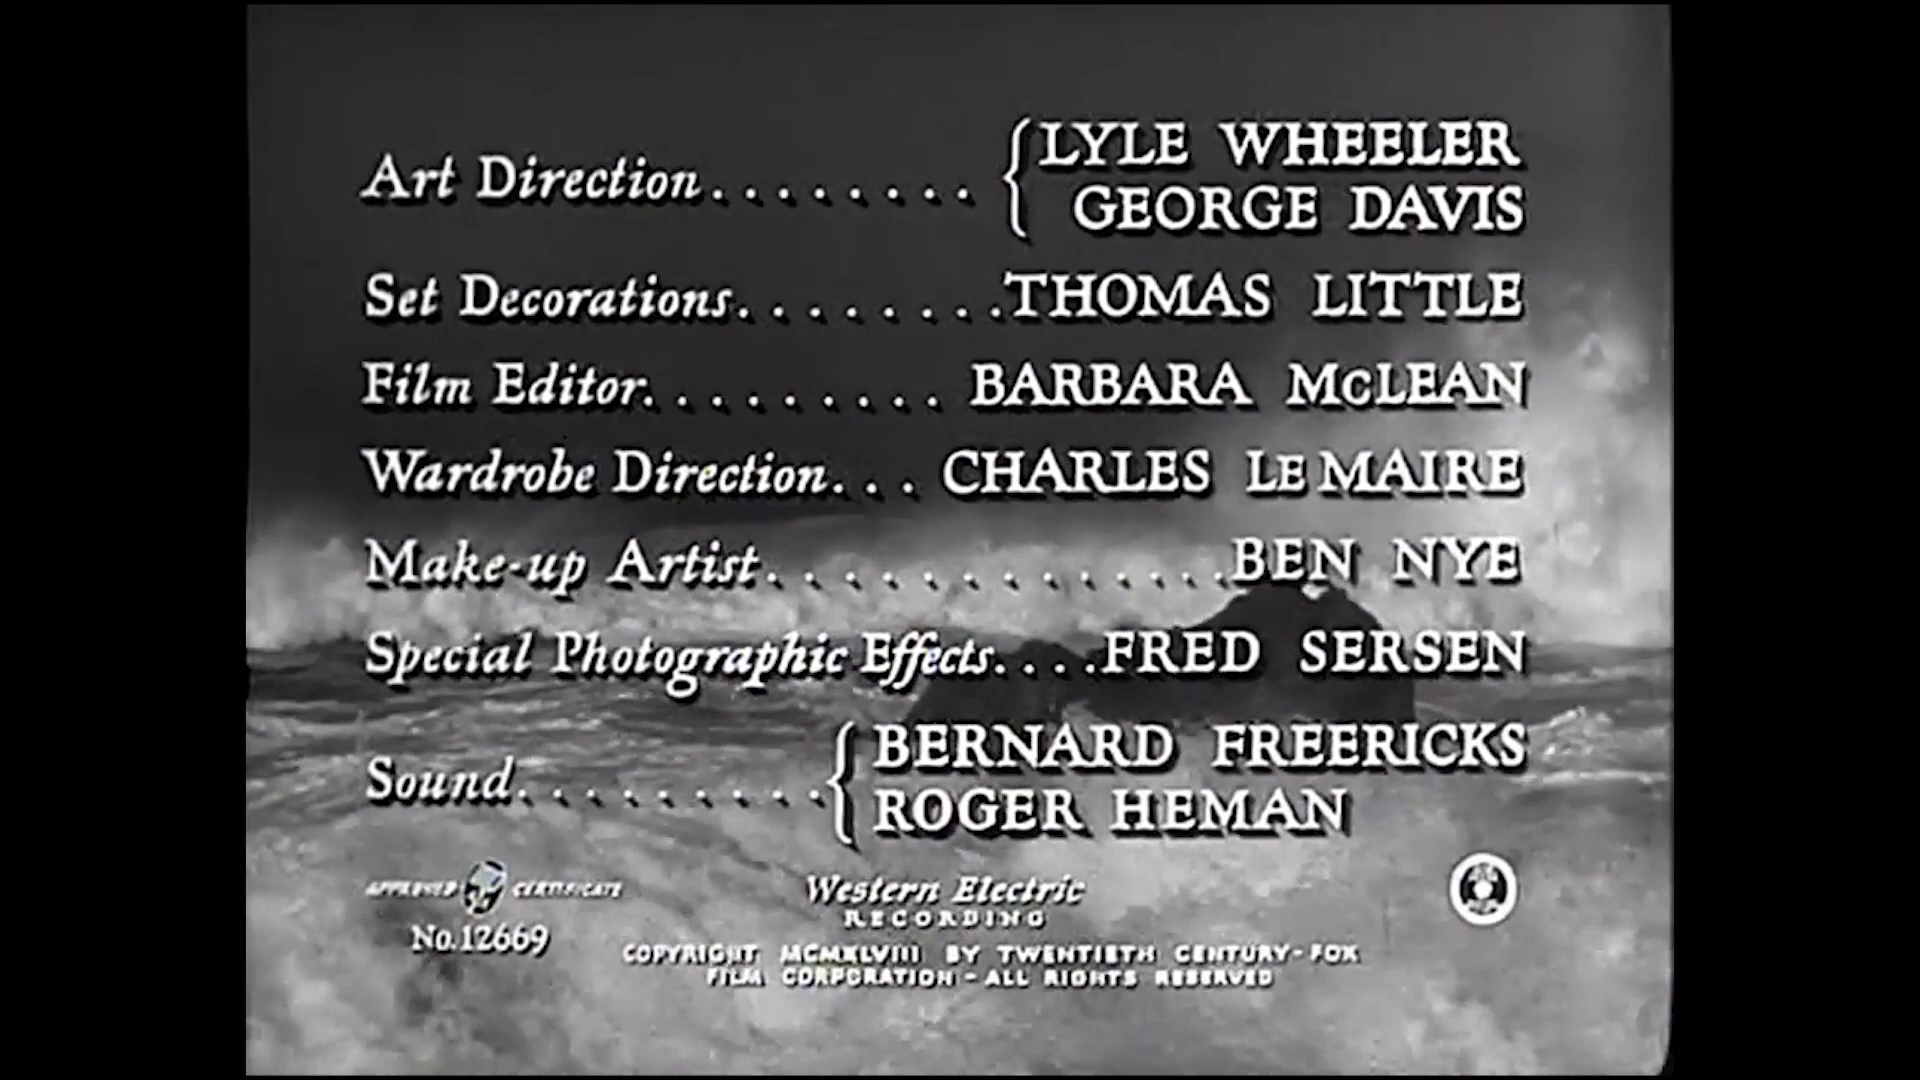 Art Direction........ { LYLE WHEELER
GEORGE DAVIS
Set Decorations........THOMAS LITTLE
Film Editor......... BARBARA McLEAN
Wardrobe Direction... CHARLES LE MAIRE
Make-up Artist.............BEN NYE
Special Photographic Effects....FRED SERSEN
Sound......... { BERNARD FREERICKS
ROGER HEMAN
APPROVED CERTIFICATE
No. 12669
Western Electric
RECORDING
COPYRIGHT MCMXLVIII BY TWENTIETH CENTURY-FOX
FILM CORPORATION - ALL RIGHTS RESERVED